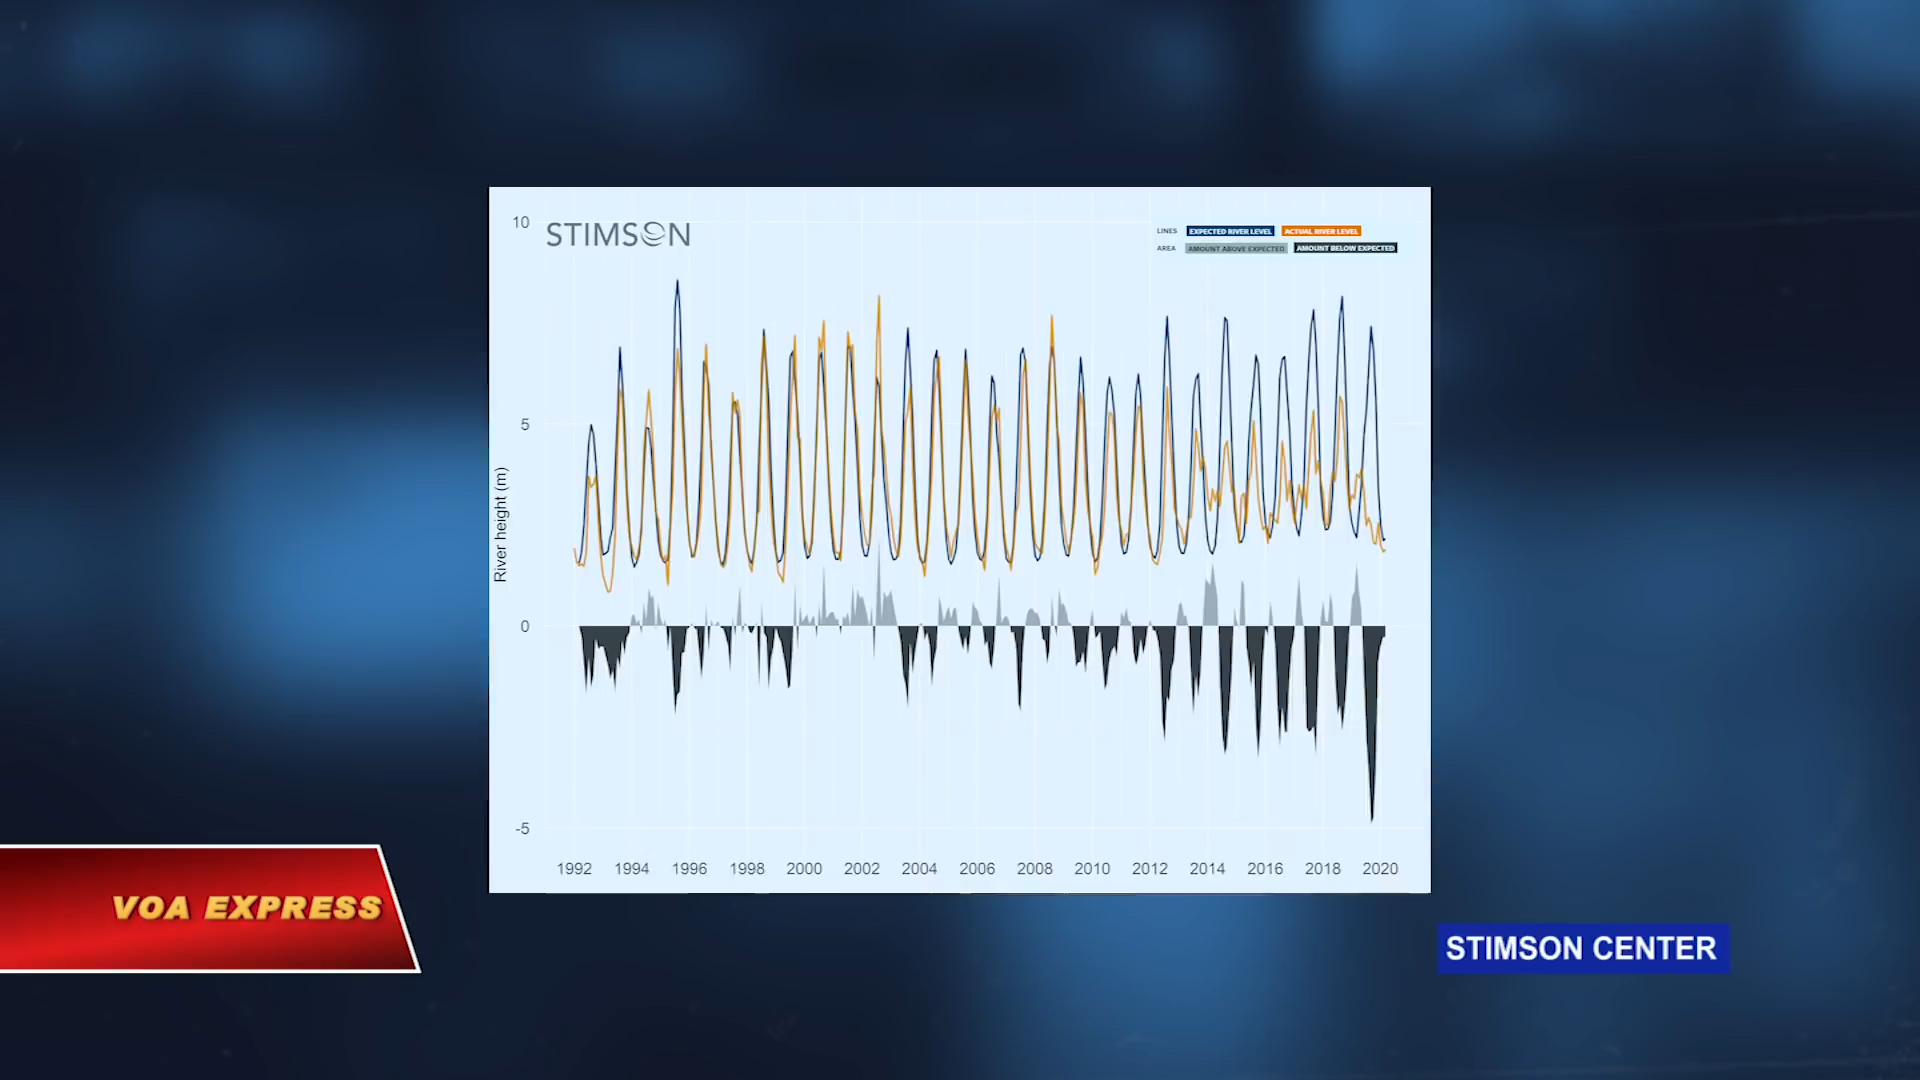 10
STIMSON
LINES EXPECTED RIVER LEVEL ACTUAL RIVER LEVEL
AREA AMOUNT ABOVE EXPECTED AMOUNT BELOW EXPECTED
5
River height (m)
0
-5
1992 1994 1996 1998 2000 2002 2004 2006 2008 2010 2012 2014 2016 2018 2020
VOA EXPRESS
STIMSON CENTER